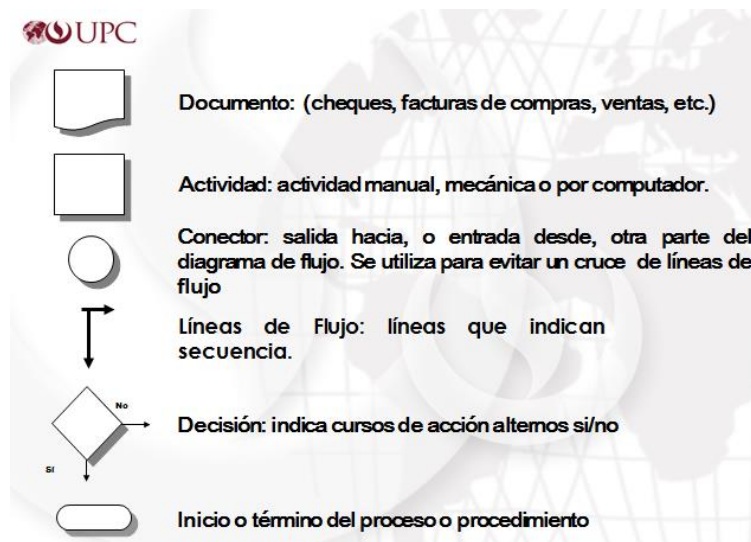 UPC
Documento: (cheques, facturas de compras, ventas, etc.)
Actividad: actividad manual, mecánica o por computador.
Conector: salida hacia, o entrada desde, otra parte del
diagrama de flujo. Se utiliza para evitar un cruce de líneas de
flujo
Líneas de Flujo: líneas que indican
secuencia.
No
Decisión: indica cursos de acción alternos si/no
Si
Inicio o término del proceso o procedimiento